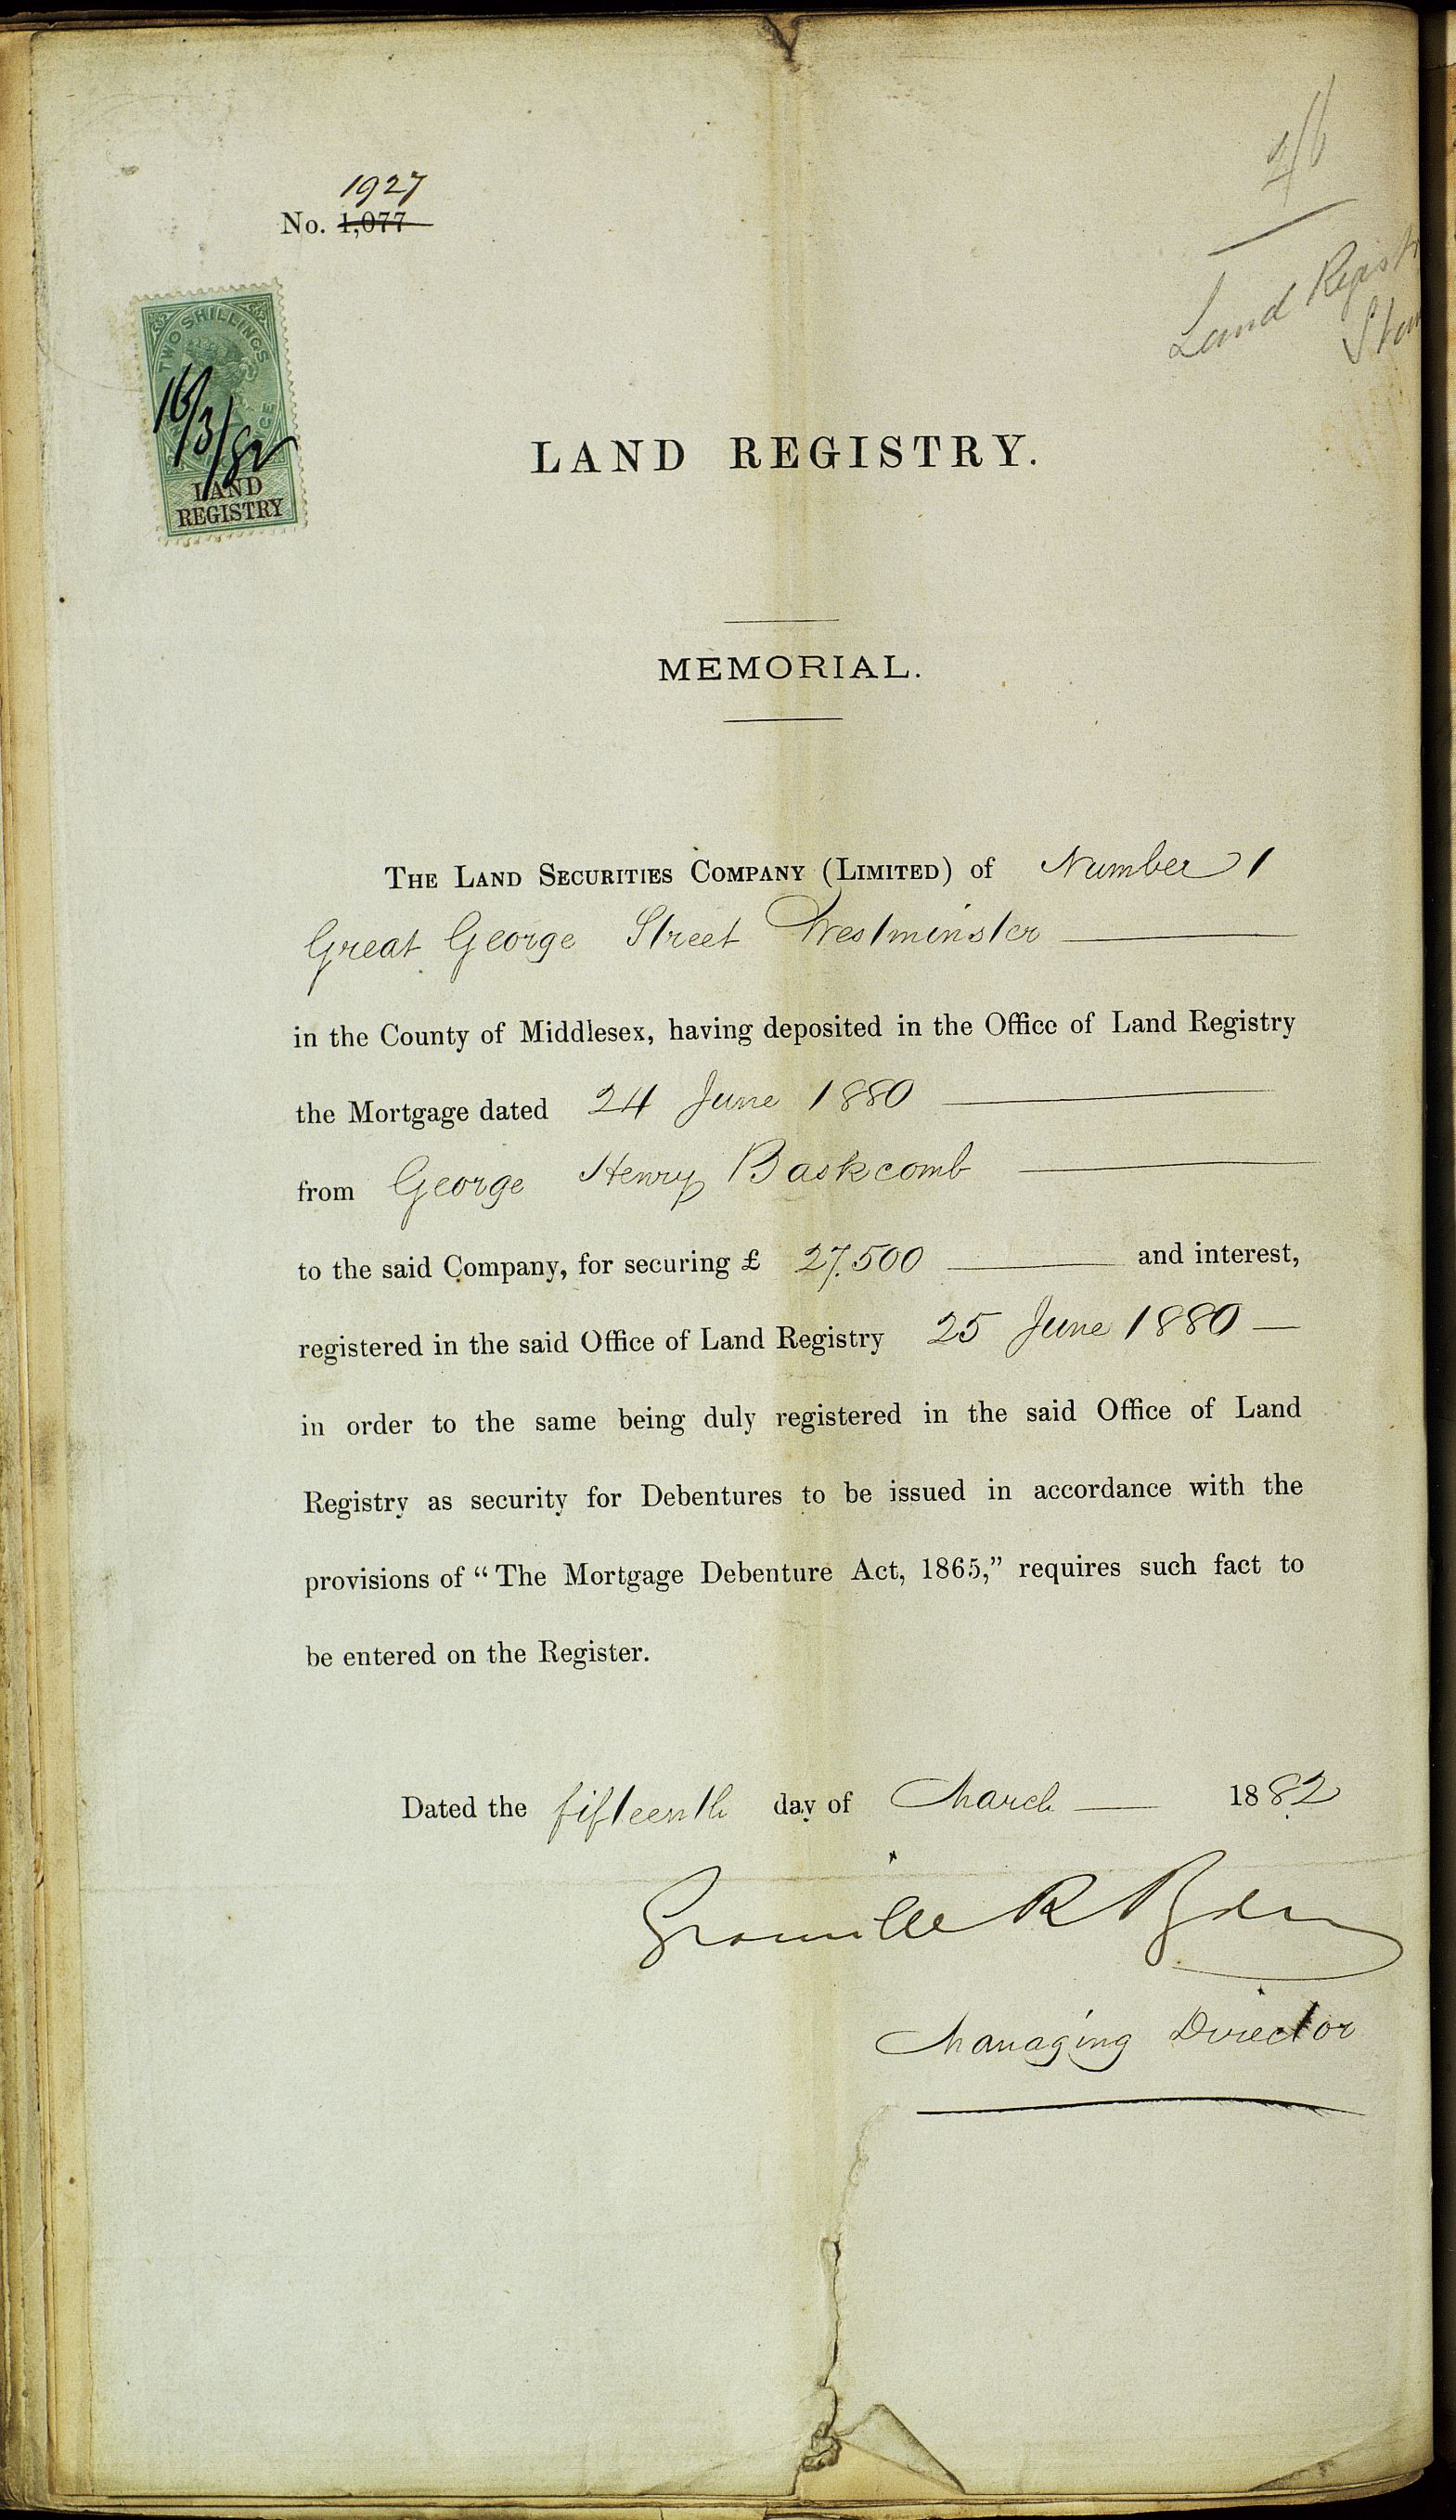 2/6
Land Regist
Stam
1927
No. 1,077
TWO SHILLINGS
16/3/82
LAND
REGISTRY
LAND REGISTRY.
MEMORIAL.
THE LAND SECURITIES COMPANY (LIMITED) of Number 1
Great George Street Westminster
in the County of Middlesex, having deposited in the Office of Land Registry
the Mortgage dated 24 June 1880
from George Henry Baskcomb
to the said Company, for securing £ 27,500 and interest,
registered in the said Office of Land Registry 25 June 1880
in order to the same being duly registered in the said Office of Land
Registry as security for Debentures to be issued in accordance with the
provisions of “The Mortgage Debenture Act, 1865,” requires such fact to
be entered on the Register.
Dated the fifteenth day of March 1882
Granville R Ryder
Managing Director